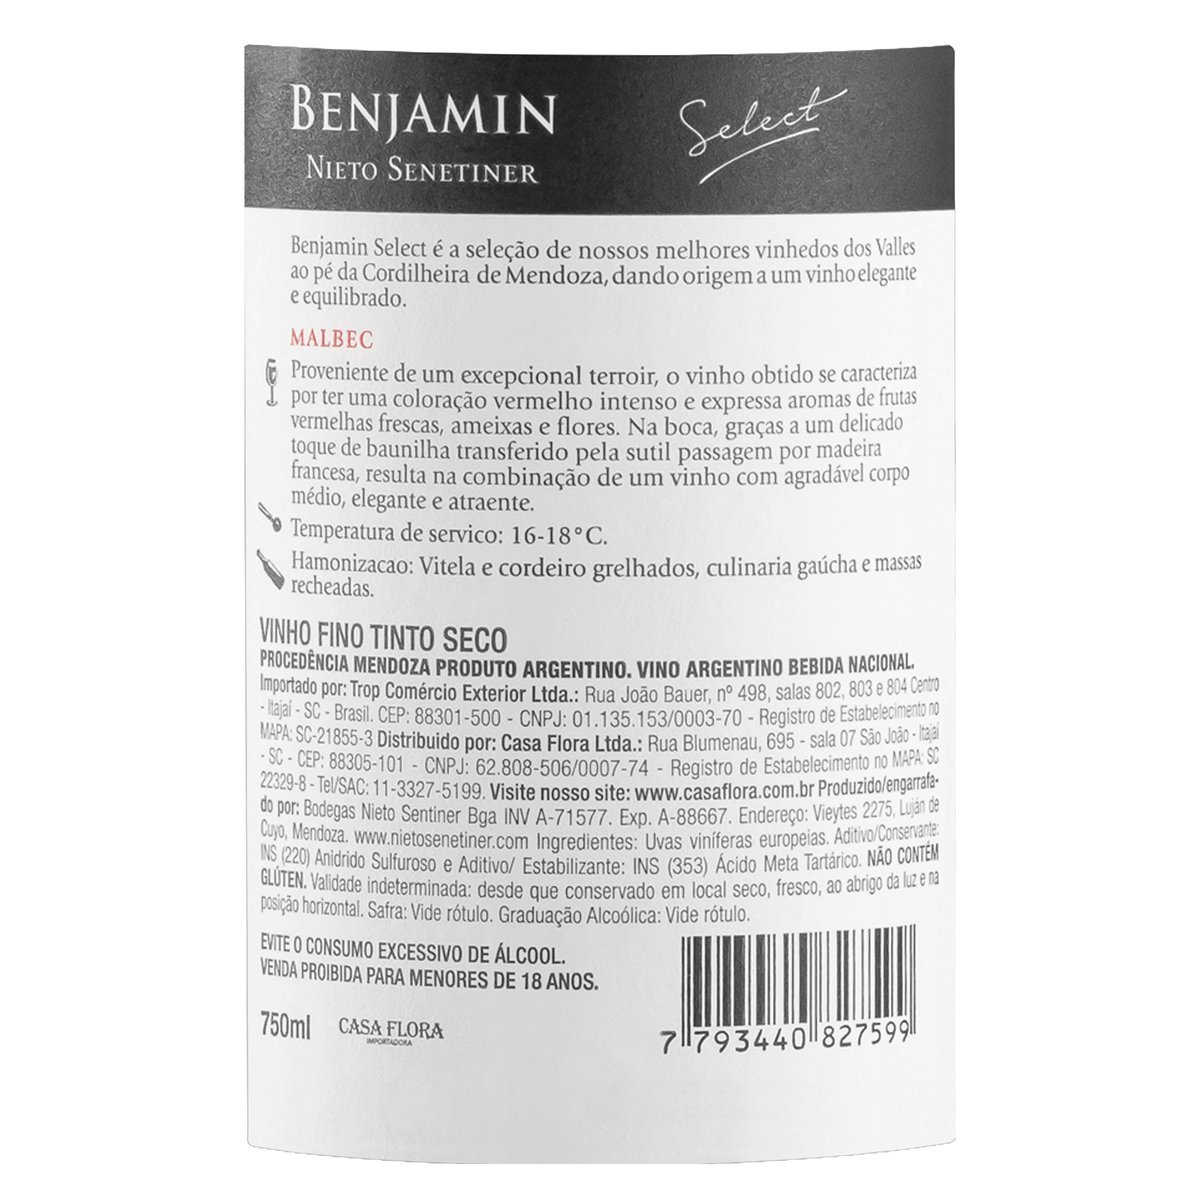 BENJAMIN
Select
NIETO SENETINER
Benjamin Select é a seleção de nossos melhores vinhedos dos Valles
ao pé da Cordilheira de Mendoza, dando origem a um vinho elegante
e equilibrado.
MALBEC
Proveniente de um excepcional terroir, o vinho obtido se caracteriza
por ter uma coloração vermelho intenso e expressa aromas de frutas
vermelhas frescas, ameixas e flores. Na boca, graças a um delicado
toque de baunilha transferido pela sutil passagem por madeira
francesa, resulta na combinação de um vinho com agradável corpo
médio, elegante e atraente.
Temperatura de servico: 16-18°C.
Hamonizacao: Vitela e cordeiro grelhados, culinaria gaúcha e massas
recheadas.
VINHO FINO TINTO SECO
PROCEDÊNCIA MENDOZA PRODUTO ARGENTINO. VINO ARGENTINO BEBIDA NACIONAL.
Importado por: Trop Comércio Exterior Ltda.: Rua João Bauer, nº 498, salas 802, 803 e 804 Centro
- Itajaí - SC - Brasil. CEP: 88301-500 - CNPJ: 01.135.153/0003-70 - Registro de Estabelecimento no
MAPA: SC-21855-3 Distribuido por: Casa Flora Ltda.: Rua Blumenau, 695 - sala 07 São João - Itajaí
- SC - CEP: 88305-101 - CNPJ: 62.808-506/0007-74 - Registro de Estabelecimento no MAPA: SC
22329-8 - Tel/SAC: 11-3327-5199. Visite nosso site: www.casaflora.com.br Produzido/engarrafa-
do por: Bodegas Nieto Sentiner Bga INV A-71577. Exp. A-88667. Endereço: Vieytes 2275, Luján de
Cuyo, Mendoza. www.nietosenetiner.com Ingredientes: Uvas viníferas europeias. Aditivo/Conservante:
INS (220) Anidrido Sulfuroso e Aditivo/ Estabilizante: INS (353) Ácido Meta Tartárico. NÃO CONTÉM
GLÚTEN. Validade indeterminada: desde que conservado em local seco, fresco, ao abrigo da luz e na
posição horizontal. Safra: Vide rótulo. Graduação Alcoólica: Vide rótulo.
EVITE O CONSUMO EXCESSIVO DE ÁLCOOL.
VENDA PROIBIDA PARA MENORES DE 18 ANOS.
750ml
CASA FLORA
IMPORTADORA
7 793440 827599